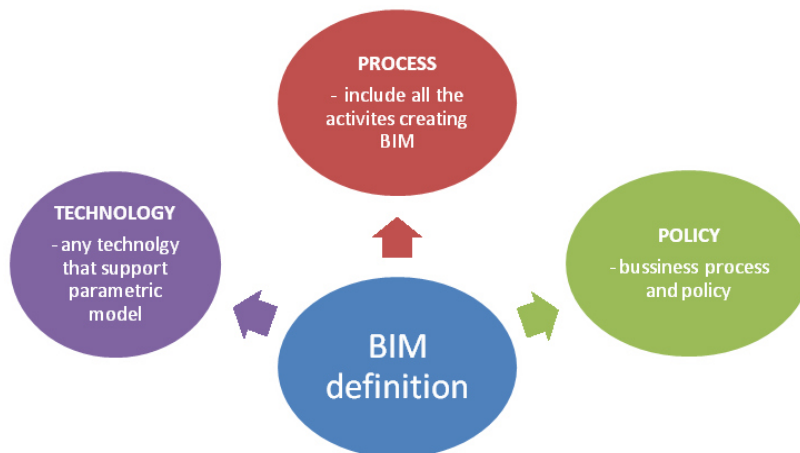 PROCESS
- include all the
activites creating
BIM
TECHNOLOGY
- any technolgy
that support
parametric
model
POLICY
- bussiness process
and policy
BIM
definition